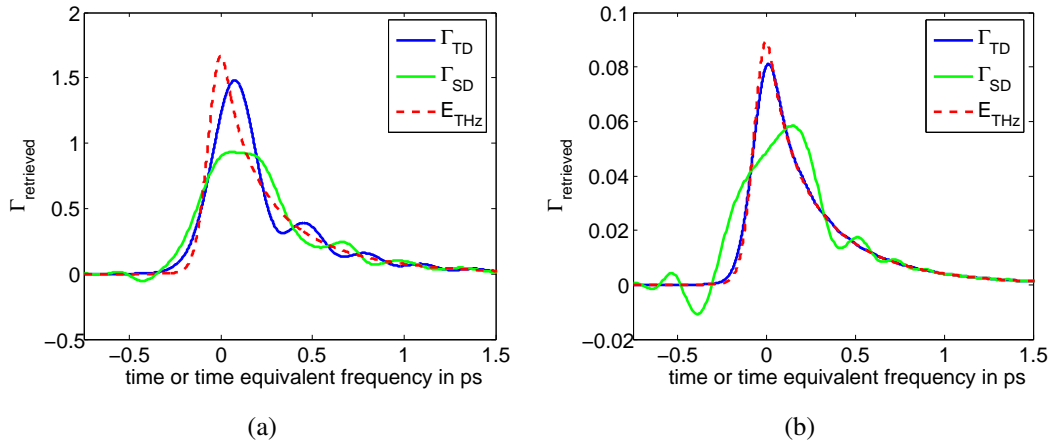 2
1.5
1
0.5
0
−0.5
Γretrieved
−0.5 0 0.5 1 1.5
time or time equivalent frequency in ps
ΓTD
ΓSD
ETHz
(a)
0.1
0.08
0.06
0.04
0.02
0
−0.02
Γretrieved
−0.5 0 0.5 1 1.5
time or time equivalent frequency in ps
ΓTD
ΓSD
ETHz
(b)